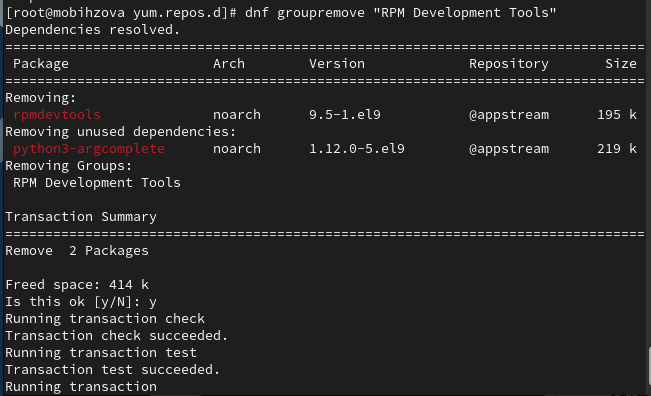 [root@mobihzova yum.repos.d]# dnf groupremove "RPM Development Tools"
Dependencies resolved.
================================================================================
 Package                 Arch        Version             Repository       Size
================================================================================
Removing:
 rpmdevtools             noarch      9.5-1.el9           @appstream      195 k
Removing unused dependencies:
 python3-argcomplete     noarch      1.12.0-5.el9        @appstream      219 k
Removing Groups:
 RPM Development Tools
Transaction Summary
================================================================================
Remove  2 Packages
Freed space: 414 k
Is this ok [y/N]: y
Running transaction check
Transaction check succeeded.
Running transaction test
Transaction test succeeded.
Running transaction